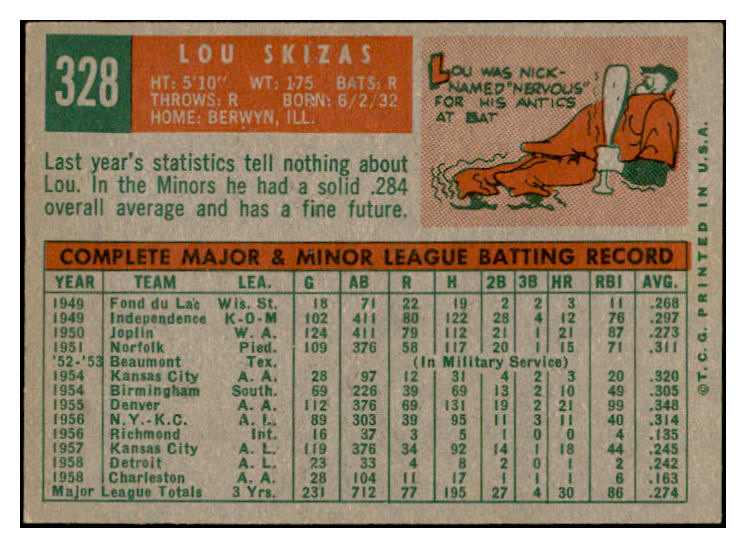 328
LOU SKIZAS
HT: 5'10" WT: 175 BATS: R
THROWS: R BORN: 6/2/32
HOME: BERWYN, ILL.
LOU WAS NICK-
NAMED "NERVOUS"
FOR HIS ANTICS
AT BAT
Last year's statistics tell nothing about
Lou. In the Minors he had a solid .284
overall average and has a fine future.
COMPLETE MAJOR & MINOR LEAGUE BATTING RECORD
YEAR TEAM LEA. G AB R H 2B 3B HR RBI AVG.
1949 Fond du Lac Wis. St. 18 71 22 19 2 2 3 11 .268
1949 Independence K-O-M 102 411 80 122 28 4 12 76 .297
1950 Joplin W. A. 124 411 79 112 21 1 21 87 .273
1951 Norfolk Pied. 109 376 58 117 20 1 15 71 .311
'52-'53 Beaumont Tex. (In Military Service)
1954 Kansas City A. A. 28 97 12 31 4 2 3 20 .320
1954 Birmingham South. 69 226 39 69 13 2 10 49 .305
1955 Denver A. A. 112 376 69 131 19 2 21 99 .348
1956 N.Y.-K.C. A. L. 89 303 39 95 11 3 11 40 .314
1956 Richmond Int. 16 37 3 5 1 0 0 4 .135
1957 Kansas City A. L. 119 376 34 92 14 1 18 44 .245
1958 Detroit A. L. 23 33 4 8 2 0 1 2 .242
1958 Charleston A. A. 28 104 11 17 1 1 1 6 .163
Major League Totals 3 Yrs. 231 712 77 195 27 4 30 86 .274
© T.C.G. PRINTED IN U.S.A.